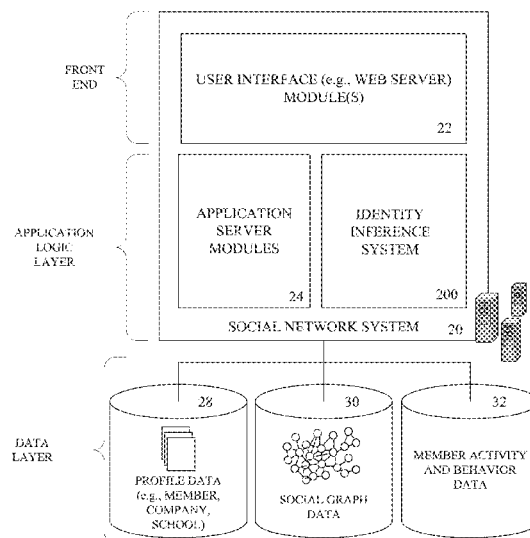 FRONT
END
USER INTERFACE (e.g., WEB SERVER)
MODULE(S)
22
APPLICATION
LOGIC
LAYER
APPLICATION
SERVER
MODULES
24
IDENTITY
INFERENCE
SYSTEM
200
SOCIAL NETWORK SYSTEM
20
DATA
LAYER
28
PROFILE DATA
(e.g., MEMBER,
COMPANY,
SCHOOL)
30
SOCIAL GRAPH
DATA
32
MEMBER ACTIVITY
AND BEHAVIOR
DATA